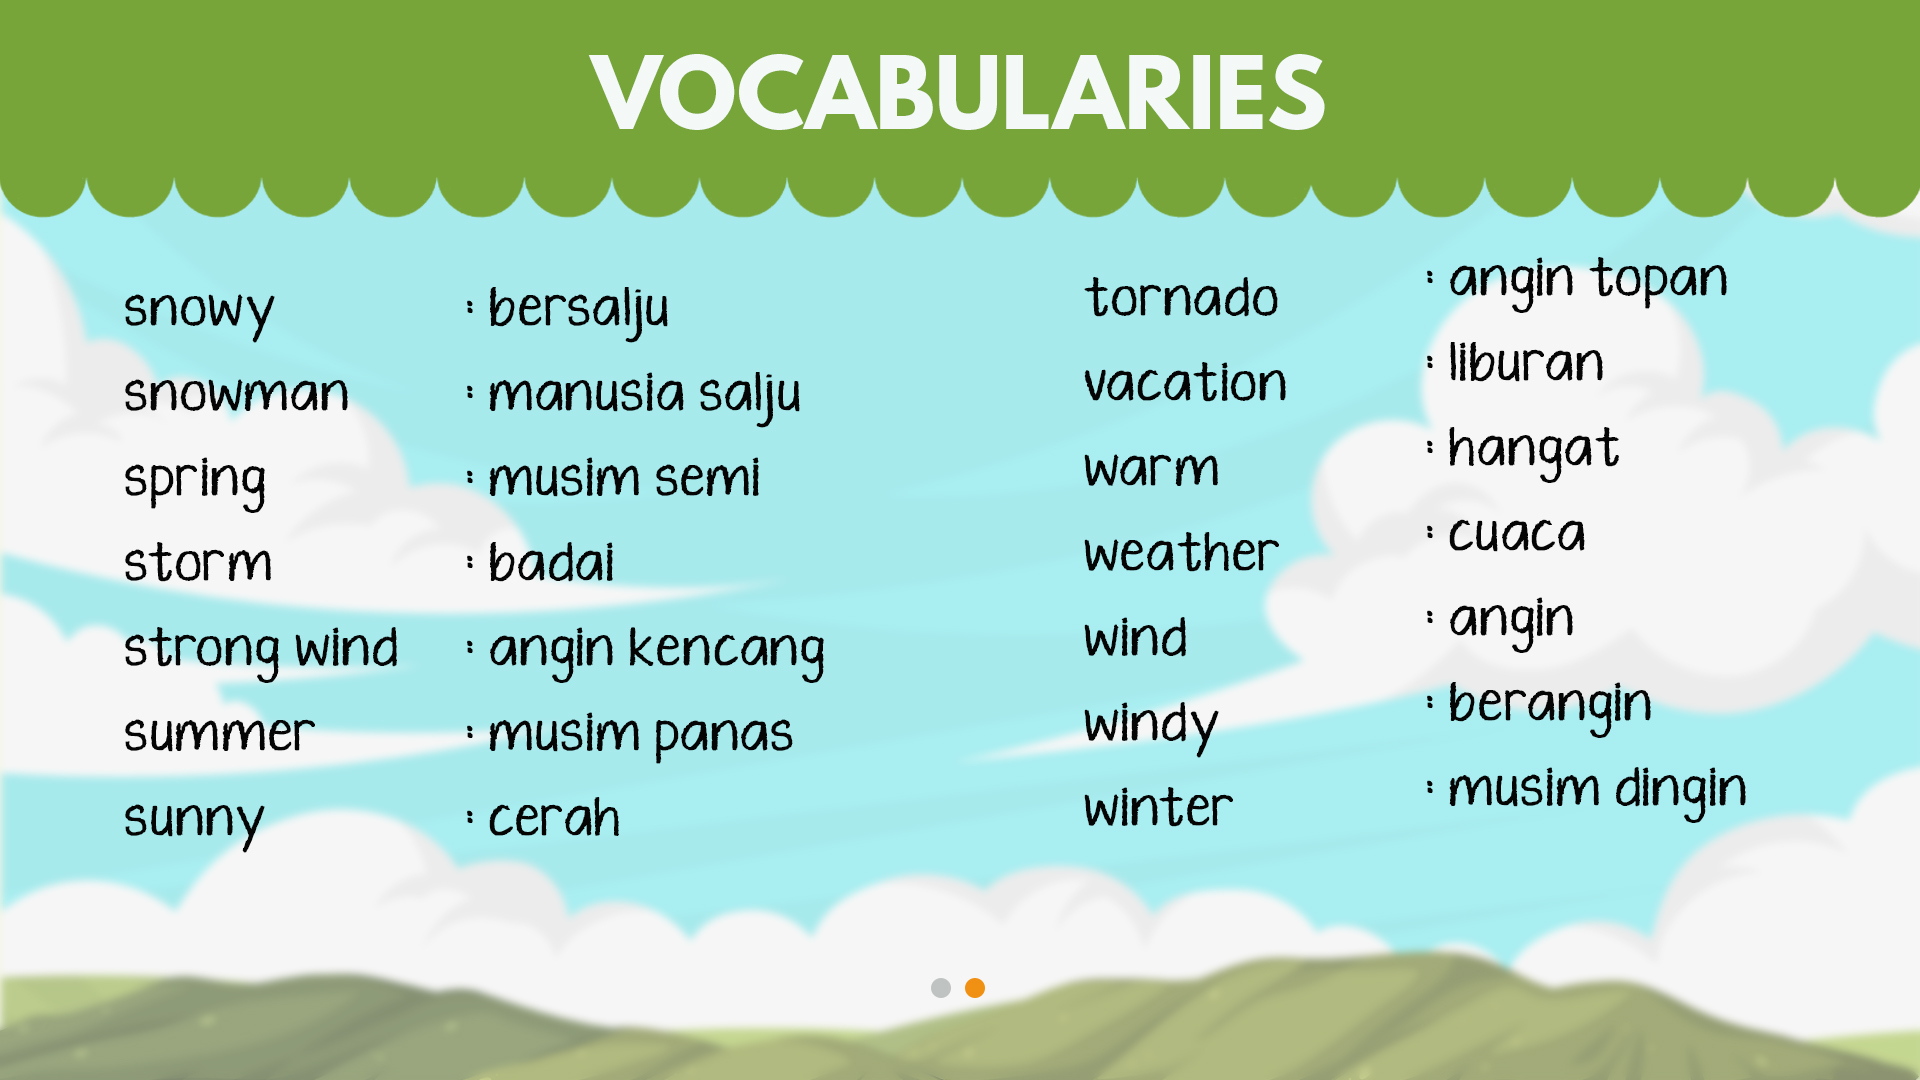 VOCABULARIES
snowy : bersalju
snowman : manusia salju
spring : musim semi
storm : badai
strong wind : angin kencang
summer : musim panas
sunny : cerah
tornado : angin topan
vacation : liburan
warm : hangat
weather : cuaca
wind : angin
windy : berangin
winter : musim dingin